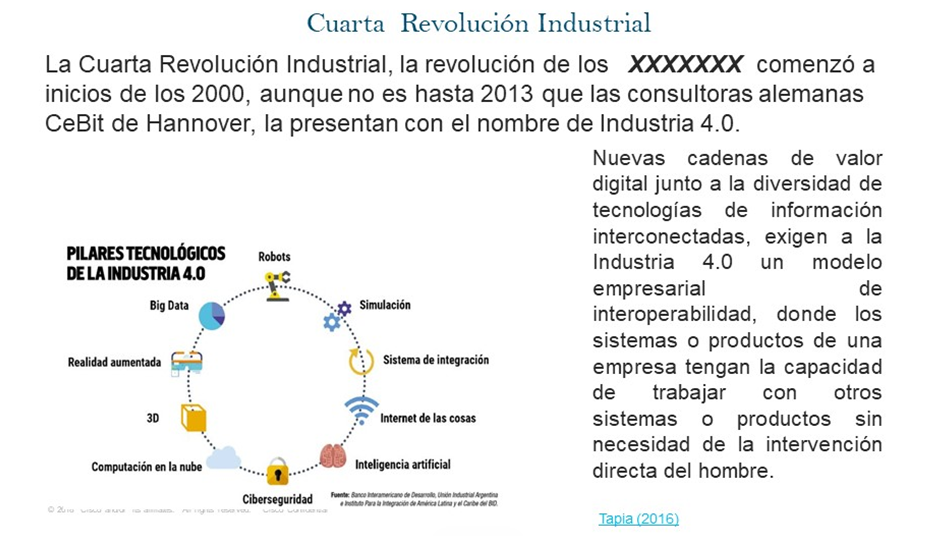 Cuarta Revolución Industrial
La Cuarta Revolución Industrial, la revolución de los XXXXXXX comenzó a
inicios de los 2000, aunque no es hasta 2013 que las consultoras alemanas
CeBit de Hannover, la presentan con el nombre de Industria 4.0.
Nuevas cadenas de valor
digital junto a la diversidad de
tecnologías de información
interconectadas, exigen a la
Industria 4.0 un modelo
empresarial de
interoperabilidad, donde los
sistemas o productos de una
empresa tengan la capacidad
de trabajar con otros
sistemas o productos sin
necesidad de la intervención
directa del hombre.
Tapia (2016)
PILARES TECNOLÓGICOS
DE LA INDUSTRIA 4.0
Robots
Simulación
Sistema de integración
Internet de las cosas
Inteligencia artificial
Ciberseguridad
Computación en la nube
3D
Realidad aumentada
Big Data
Fuente: Banco Interamericano de Desarrollo, Unión Industrial Argentina
e Instituto Para la Integración de América Latina y el Caribe del BID.